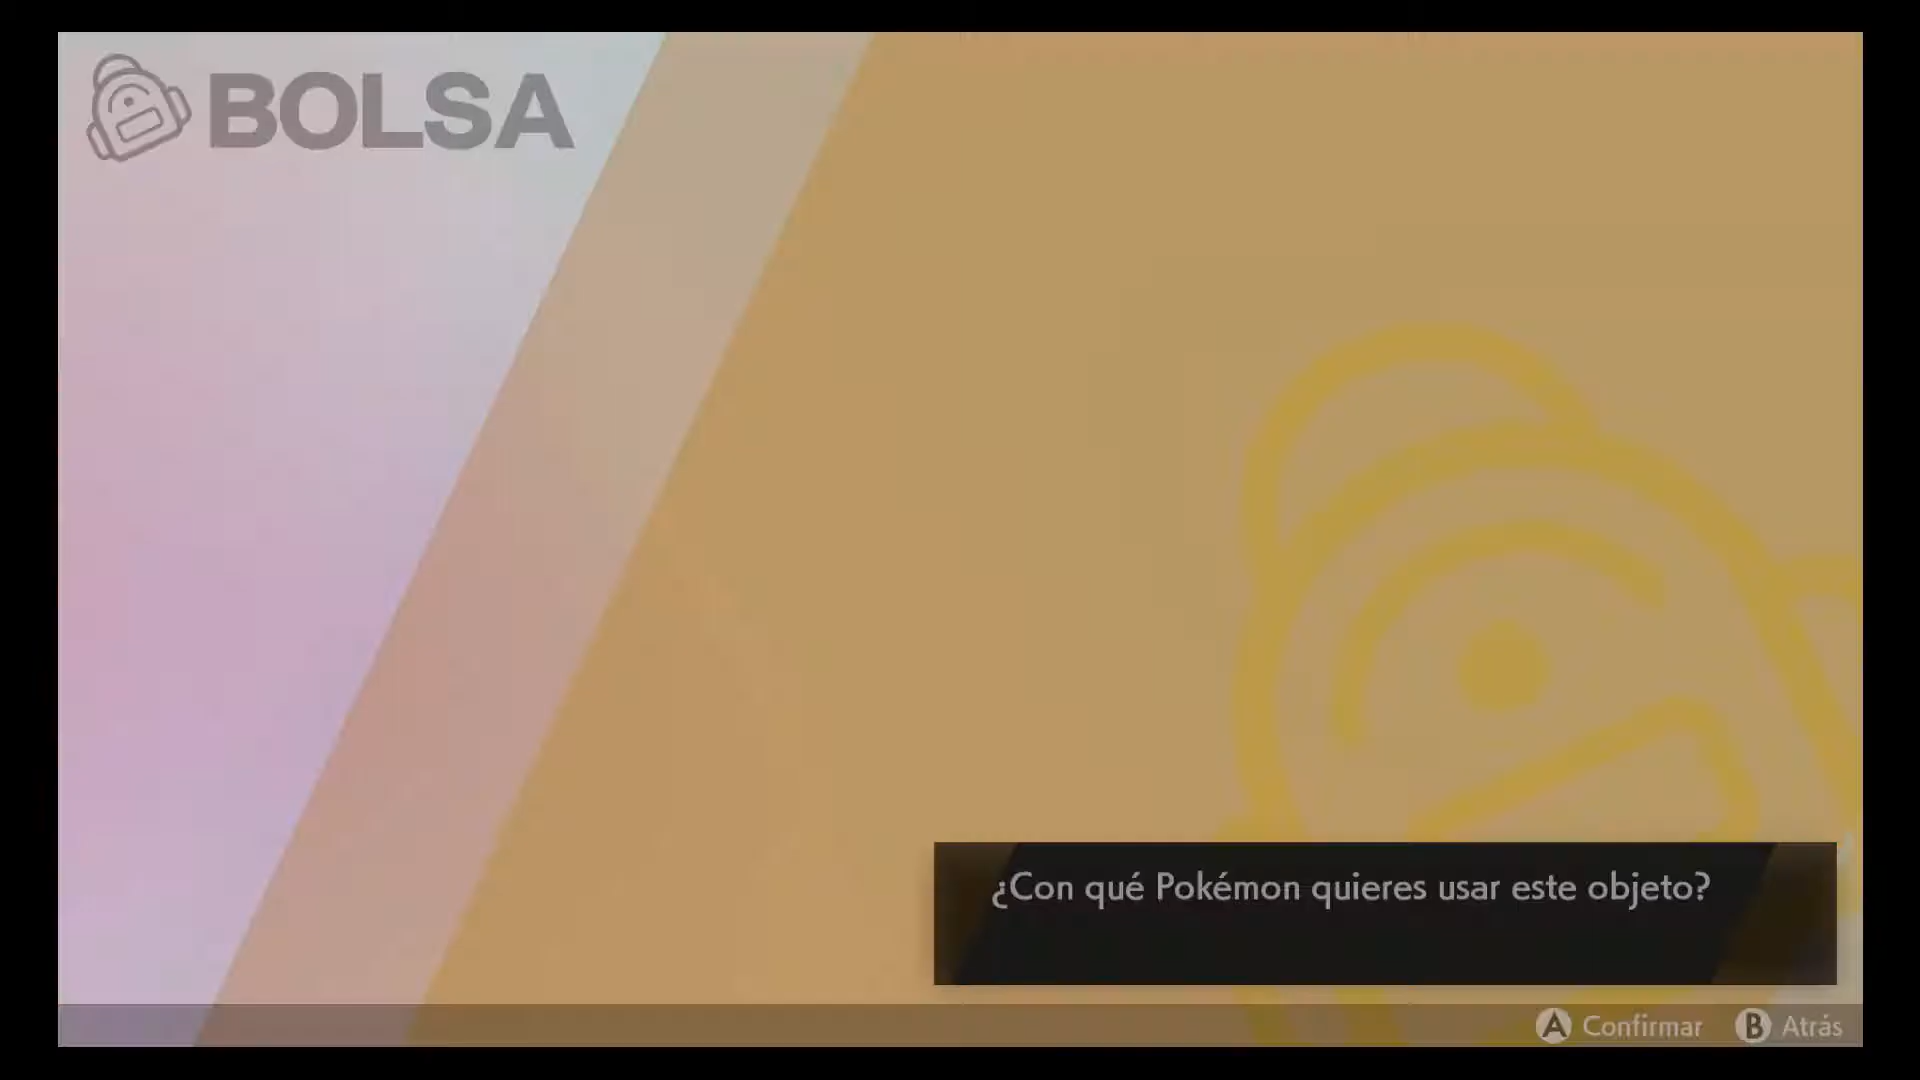 BOLSA
¿Con qué Pokémon quieres usar este objeto?
A Confirmar B Atrás